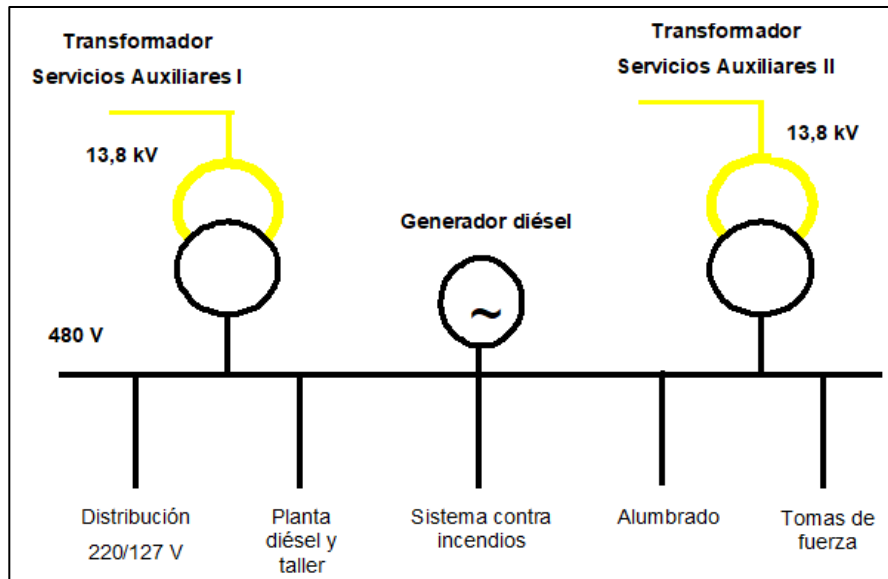 Transformador
Servicios Auxiliares I
13,8 kV
Transformador
Servicios Auxiliares II
13,8 kV
Generador diésel
~
480 V
Distribución
220/127 V
Planta
diésel y
taller
Sistema contra
incendios
Alumbrado
Tomas de
fuerza